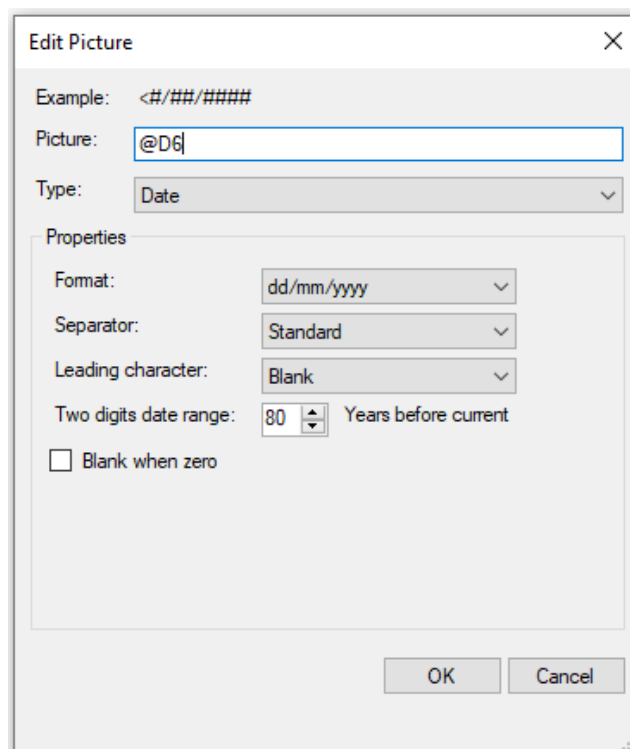 Edit Picture
Example: <#/##/####
Picture: @D6
Type: Date
Properties
Format: dd/mm/yyyy
Separator: Standard
Leading character: Blank
Two digits date range: 80 Years before current
Blank when zero
OK Cancel